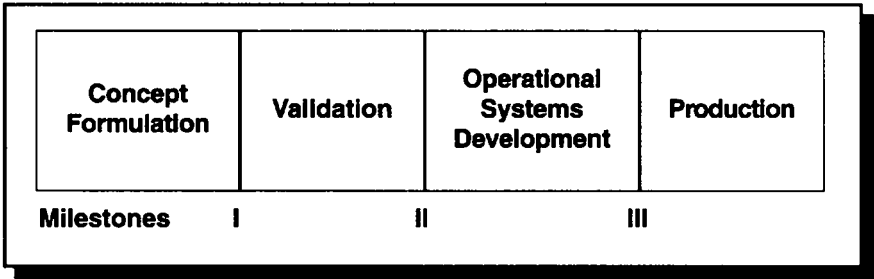 Concept
Formulation
Validation
Operational
Systems
Development
Production
Milestones I II III